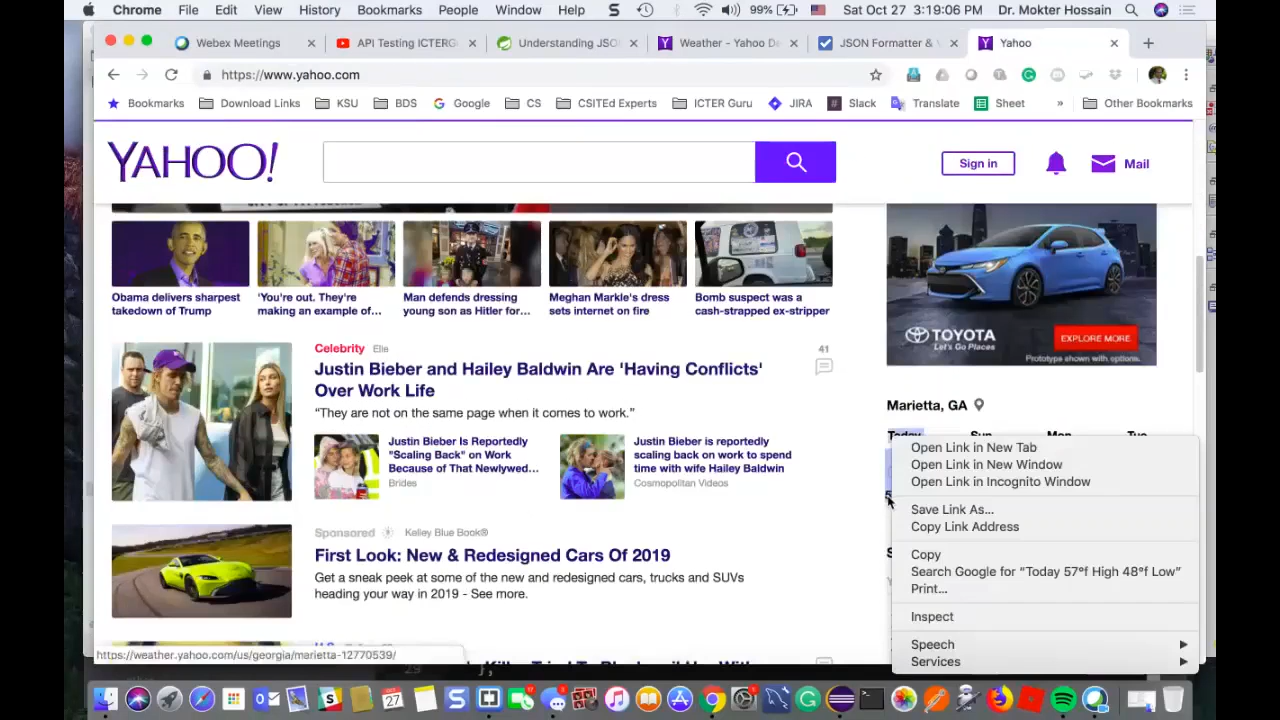 Chrome File Edit View History Bookmarks People Window Help 99% Sat Oct 27 3:19:06 PM Dr. Mokter Hossain
Webex Meetings API Testing ICTERG Understanding JSO Weather - Yahoo De JSON Formatter & V Yahoo
https://www.yahoo.com
Bookmarks Download Links KSU BDS Google CS CSITEd Experts ICTER Guru JIRA Slack Translate Sheet » Other Bookmarks
YAHOO! Sign in Mail
Obama delivers sharpest takedown of Trump
'You're out. They're making an example of...
Man defends dressing young son as Hitler for...
Meghan Markle's dress sets internet on fire
Bomb suspect was a cash-strapped ex-stripper
TOYOTA
Let's Go Places
EXPLORE MORE
Prototype shown with options.
Celebrity Elle
41
Justin Bieber and Hailey Baldwin Are 'Having Conflicts'
Over Work Life
“They are not on the same page when it comes to work.”
Justin Bieber Is Reportedly
"Scaling Back" on Work
Because of That Newlywed...
Brides
Justin Bieber is reportedly
scaling back on work to spend
time with wife Hailey Baldwin
Cosmopolitan Videos
Marietta, GA
Today Sun Mon Tue
Open Link in New Tab
Open Link in New Window
Open Link in Incognito Window
Save Link As...
Copy Link Address
Copy
Search Google for “Today 57°f High 48°f Low”
Print...
Inspect
Speech
Services
Sponsored Kelley Blue Book®
First Look: New & Redesigned Cars Of 2019
Get a sneak peek at some of the new and redesigned cars, trucks and SUVs
heading your way in 2019 - See more.
https://weather.yahoo.com/us/georgia/marietta-12770539/